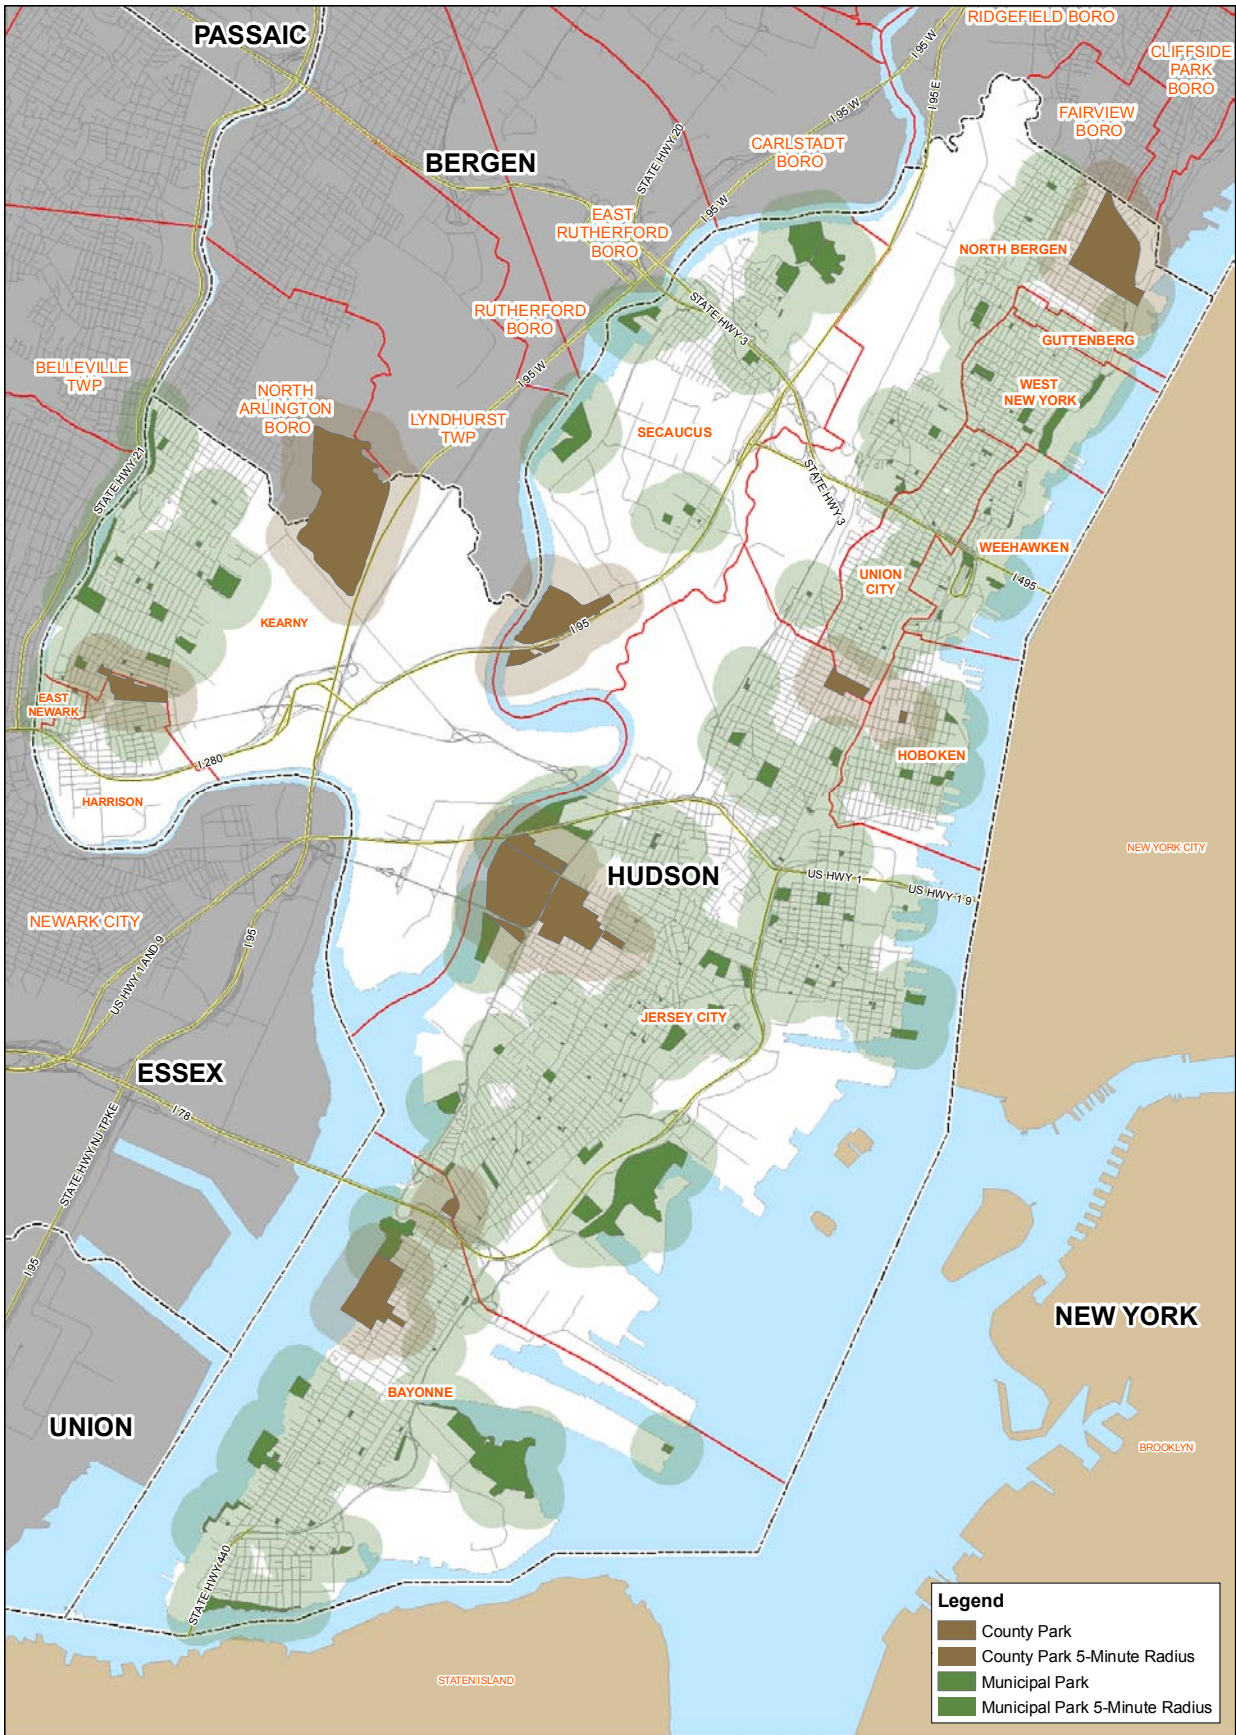 PASSAIC
RIDGEFIELD BORO
CLIFFSIDE
PARK
BORO
I 95 W
I 95 E
I 95 W
FAIRVIEW
BORO
STATE HWY 20
CARLSTADT
BORO
BERGEN
I 95 W
EAST
RUTHERFORD
BORO
NORTH BERGEN
RUTHERFORD
BORO
STATE HWY 3
GUTTENBERG
BELLEVILLE
TWP
I 95 W
NORTH
ARLINGTON
BORO
WEST
NEW YORK
LYNDHURST
TWP
SECAUCUS
STATE HWY 21
STATE HWY 3
WEEHAWKEN
UNION
CITY
I 495
KEARNY
I 95
EAST
NEWARK
HOBOKEN
I 280
HARRISON
NEW YORK CITY
HUDSON
US HWY 1
US HWY 1 9
NEWARK CITY
US HWY 1 AND 9
I 95
JERSEY CITY
ESSEX
I 78
STATE HWY NJ TPKE
I 95
NEW YORK
BAYONNE
UNION
BROOKLYN
STATE HWY 440
STATEN ISLAND
Legend
County Park
County Park 5-Minute Radius
Municipal Park
Municipal Park 5-Minute Radius